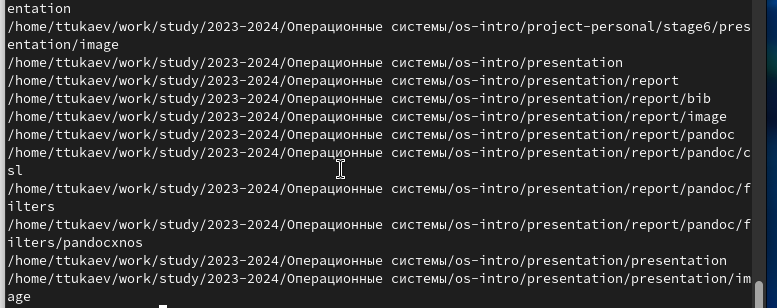 entation
/home/ttukaev/work/study/2023-2024/Операционные системы/os-intro/project-personal/stage6/pres
entation/image
/home/ttukaev/work/study/2023-2024/Операционные системы/os-intro/presentation
/home/ttukaev/work/study/2023-2024/Операционные системы/os-intro/presentation/report
/home/ttukaev/work/study/2023-2024/Операционные системы/os-intro/presentation/report/bib
/home/ttukaev/work/study/2023-2024/Операционные системы/os-intro/presentation/report/image
/home/ttukaev/work/study/2023-2024/Операционные системы/os-intro/presentation/report/pandoc
/home/ttukaev/work/study/2023-2024/Операционные системы/os-intro/presentation/report/pandoc/c
sl
/home/ttukaev/work/study/2023-2024/Операционные системы/os-intro/presentation/report/pandoc/f
ilters
/home/ttukaev/work/study/2023-2024/Операционные системы/os-intro/presentation/report/pandoc/f
ilters/pandocxnos
/home/ttukaev/work/study/2023-2024/Операционные системы/os-intro/presentation/presentation
/home/ttukaev/work/study/2023-2024/Операционные системы/os-intro/presentation/presentation/im
age